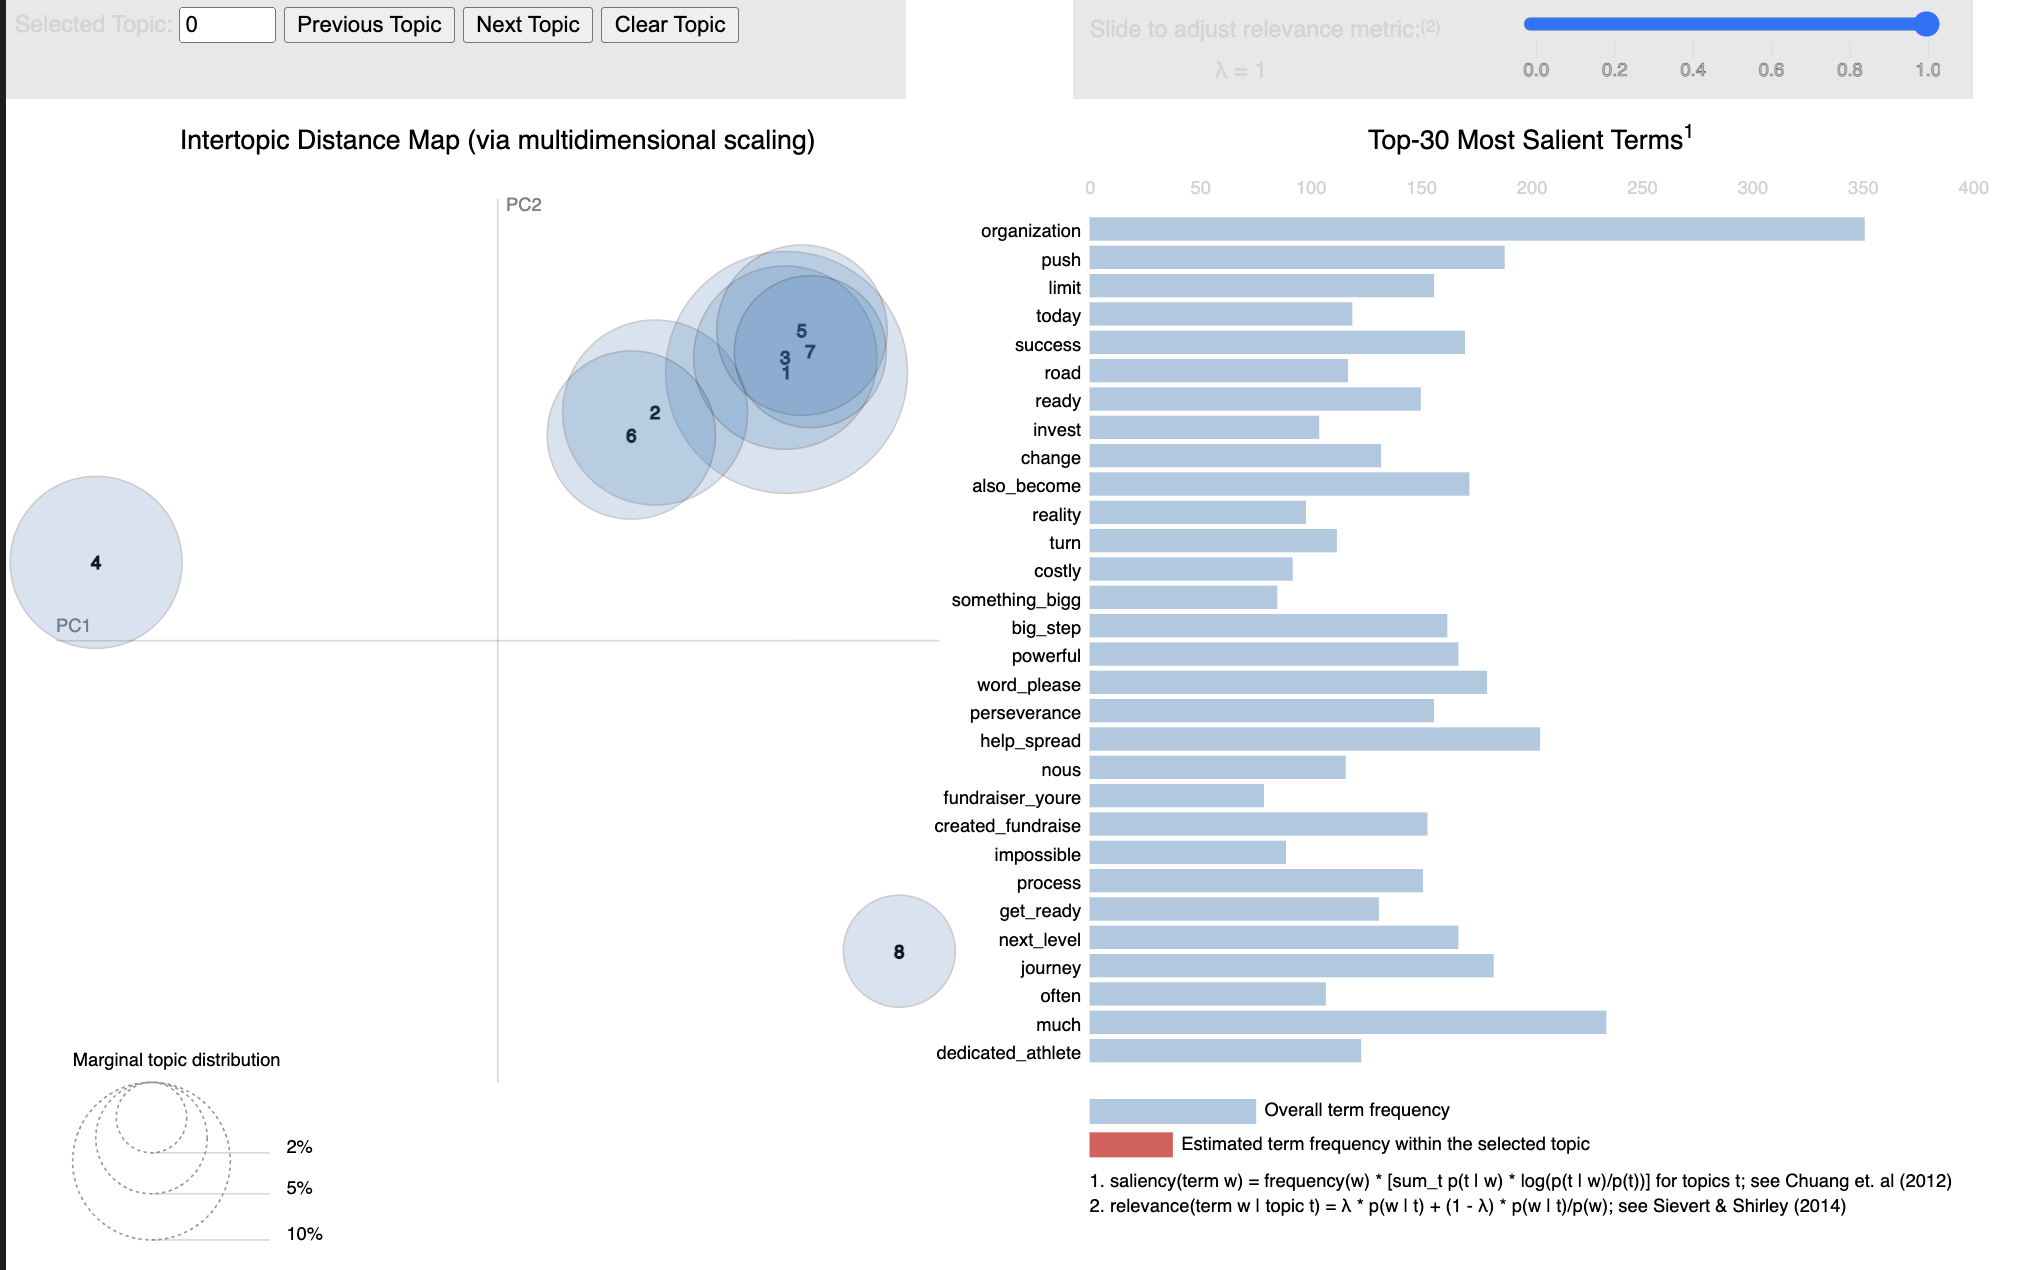 Selected Topic: 0 Previous Topic Next Topic Clear Topic
Slide to adjust relevance metric:(2)
λ = 1
0.0 0.2 0.4 0.6 0.8 1.0
Intertopic Distance Map (via multidimensional scaling)
PC2
5
7
3
1
2
6
4
PC1
8
Marginal topic distribution
2%
5%
10%
Top-30 Most Salient Terms1
0 50 100 150 200 250 300 350 400
organization
push
limit
today
success
road
ready
invest
change
also_become
reality
turn
costly
something_bigg
big_step
powerful
word_please
perseverance
help_spread
nous
fundraiser_youre
created_fundraise
impossible
process
get_ready
next_level
journey
often
much
dedicated_athlete
Overall term frequency
Estimated term frequency within the selected topic
1. saliency(term w) = frequency(w) * [sum_t p(t | w) * log(p(t | w)/p(t))] for topics t; see Chuang et. al (2012)
2. relevance(term w | topic t) = λ * p(w | t) + (1 - λ) * p(w | t)/p(w); see Sievert & Shirley (2014)